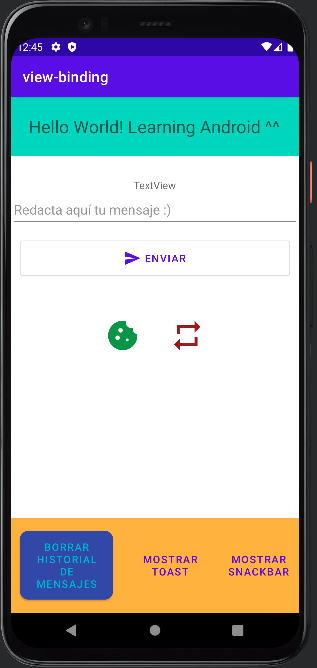 12:45
view-binding
Hello World! Learning Android ^^
TextView
Redacta aquí tu mensaje :)
ENVIAR
BORRAR
HISTORIAL
DE
MENSAJES
MOSTRAR
TOAST
MOSTRAR
SNACKBAR